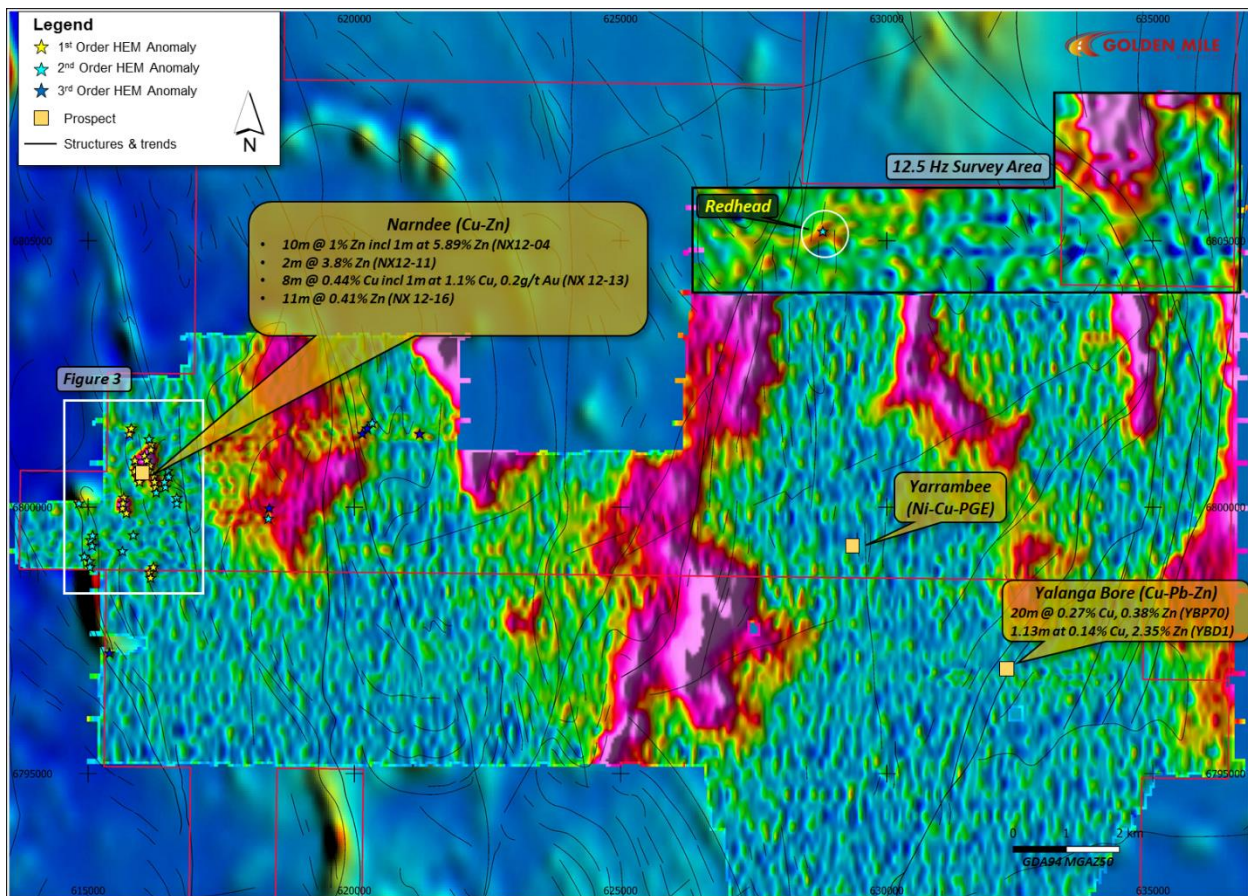 620000
625000
630000
635000
Legend
1st Order HEM Anomaly
2nd Order HEM Anomaly
3rd Order HEM Anomaly
Prospect
Structures & trends
N
GOLDEN MILE
12.5 Hz Survey Area
Redhead
6805000
6805000
Narndee (Cu-Zn)
• 10m @ 1% Zn incl 1m at 5.89% Zn (NX12-04
• 2m @ 3.8% Zn (NX12-11)
• 8m @ 0.44% Cu incl 1m at 1.1% Cu, 0.2g/t Au (NX 12-13)
• 11m @ 0.41% Zn (NX 12-16)
Figure 3
6800000
6800000
Yarrambee
(Ni-Cu-PGE)
Yalanga Bore (Cu-Pb-Zn)
20m @ 0.27% Cu, 0.38% Zn (YBP70)
1.13m at 0.14% Cu, 2.35% Zn (YBD1)
6795000
6795000
0 1 2 km
GDA94 MGAZ50
615000
620000
625000
630000
635000